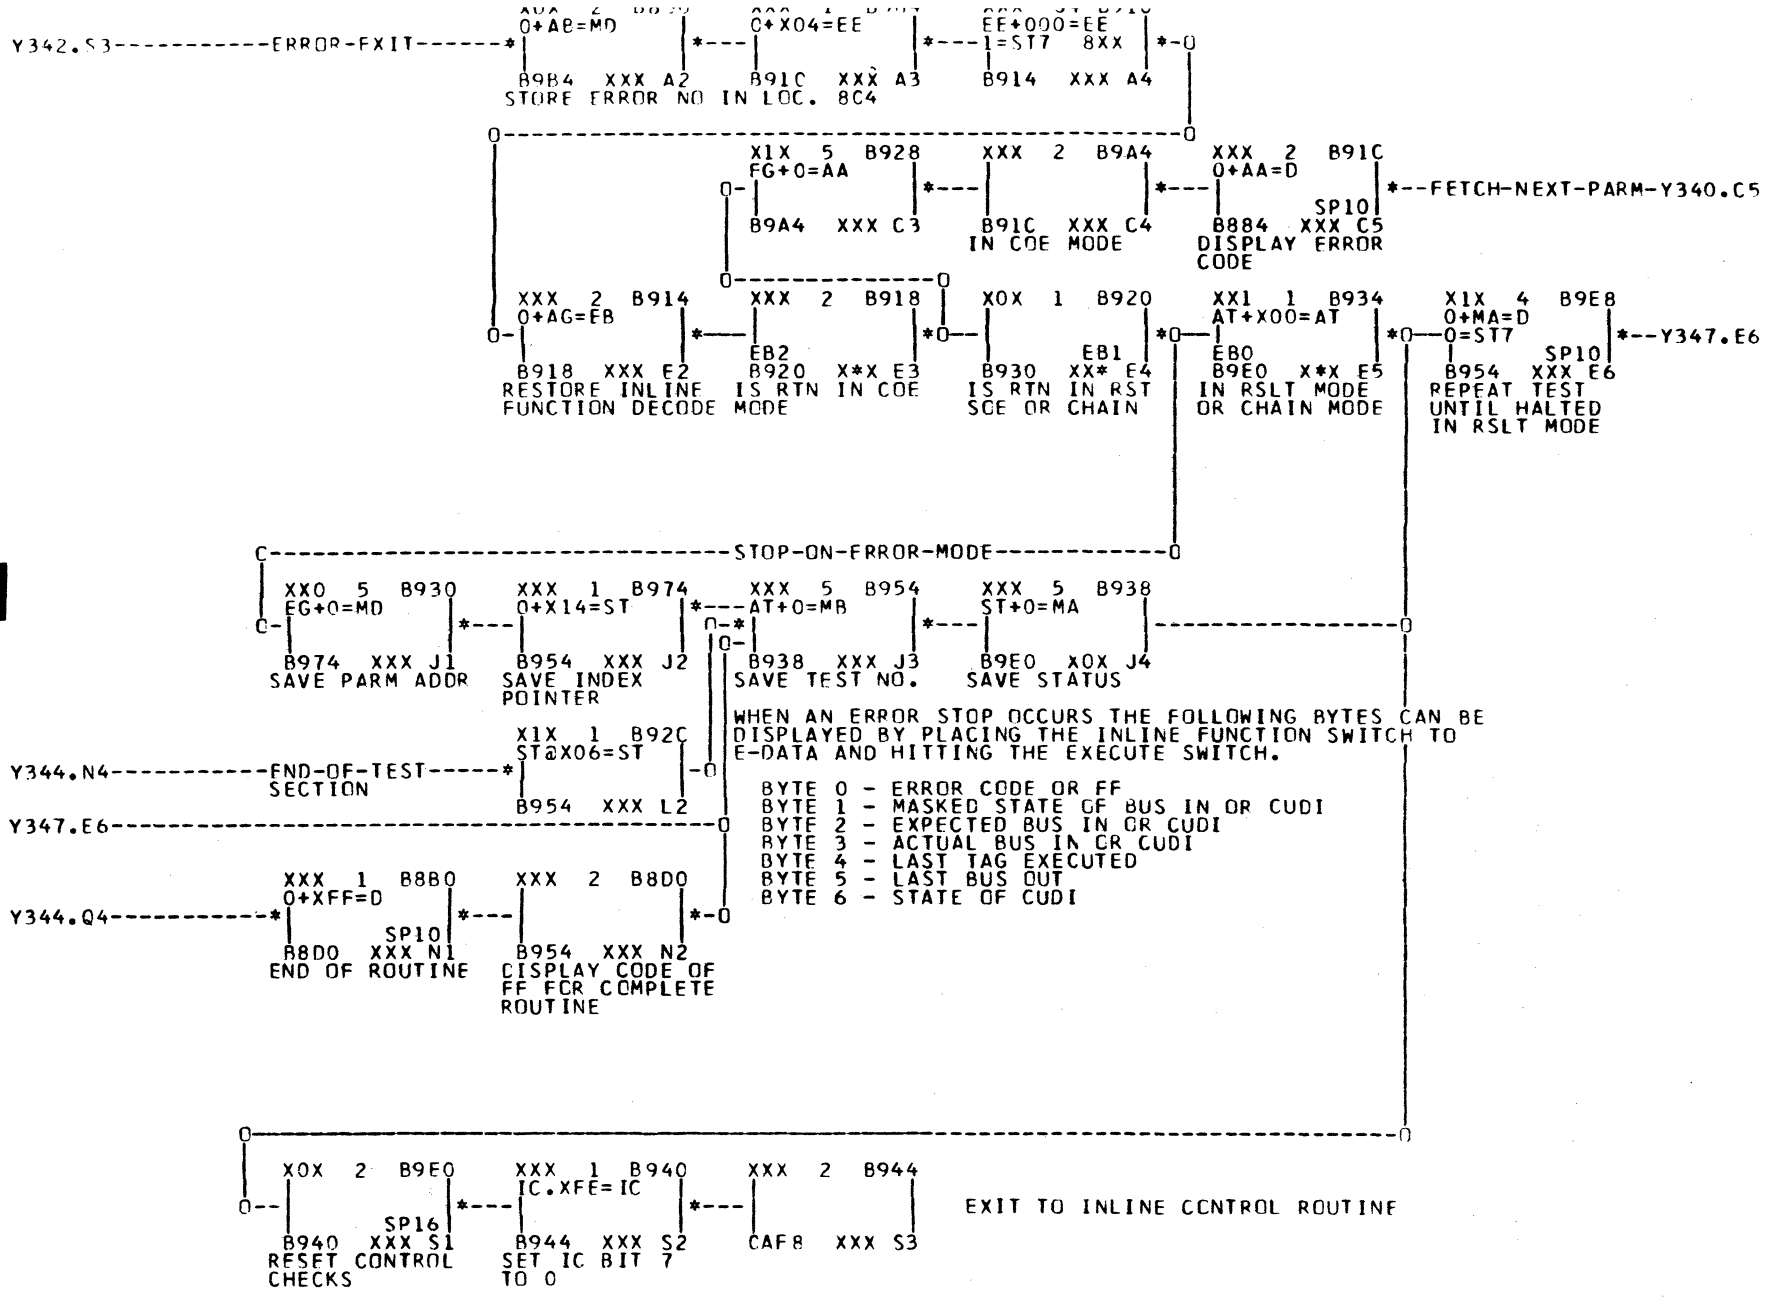 0+AB=MD 0+X04=EE EE+000=EE
Y342.S3-----------ERROR-EXIT------* *--- *---1=ST7 8XX *-0
B9B4 XXX A2 B91C XXX A3 B914 XXX A4
STORE ERROR NO IN LOC. 8C4
X1X 5 B928 XXX 2 B9A4 XXX 2 B91C
FG+0=AA 0+AA=D
0- *--- *--- *--FETCH-NEXT-PARM-Y340.C5
SP10
B9A4 XXX C3 B91C XXX C4 B884 XXX C5
IN COE MODE DISPLAY ERROR
CODE
XXX 2 B914 XXX 2 B918 X0X 1 B920 XX1 1 B934 X1X 4 B9E8
0+AG=EB AT+X00=AT 0+MA=D
0- *--- *0-- *0-- *0--0=ST7 *--Y347.E6
EB2 EB1 EB0 SP10
B918 XXX E2 B920 X*X E3 B930 XX* E4 B9E0 X*X E5 B954 XXX E6
RESTORE INLINE IS RTN IN COE IS RTN IN RST IN RSLT MODE REPEAT TEST
FUNCTION DECODE MODE SOE OR CHAIN OR CHAIN MODE UNTIL HALTED
IN RSLT MODE
STOP-ON-ERROR-MODE
XX0 5 B930 XXX 1 B974 XXX 5 B954 XXX 5 B938
EG+0=MD 0+X14=ST *---AT+0=MB ST+0=MA
0- *--- 0-* *---
B974 XXX J1 B954 XXX J2 B938 XXX J3 B9E0 X0X J4
SAVE PARM ADDR SAVE INDEX SAVE TEST NO. SAVE STATUS
POINTER
WHEN AN ERROR STOP OCCURS THE FOLLOWING BYTES CAN BE
X1X 1 B92C DISPLAYED BY PLACING THE INLINE FUNCTION SWITCH TO
ST@X06=ST E-DATA AND HITTING THE EXECUTE SWITCH.
Y344.N4-----------END-OF-TEST-----* -0
SECTION
BYTE 0 - ERROR CODE OR FF
B954 XXX L2 BYTE 1 - MASKED STATE OF BUS IN OR CUDI
Y347.E6 BYTE 2 - EXPECTED BUS IN OR CUDI
BYTE 3 - ACTUAL BUS IN OR CUDI
BYTE 4 - LAST TAG EXECUTED
XXX 1 B8B0 XXX 2 B8D0 BYTE 5 - LAST BUS OUT
0+XFF=D BYTE 6 - STATE OF CUDI
Y344.Q4-----------* *--- *-0
SP10
B8D0 XXX N1 B954 XXX N2
END OF ROUTINE DISPLAY CODE OF
FF FOR COMPLETE
ROUTINE
X0X 2 B9E0 XXX 1 B940 XXX 2 B944
IC.XFE=IC
0-- *--- *--- EXIT TO INLINE CONTROL ROUTINE
SP16
B940 XXX S1 B944 XXX S2 CAF8 XXX S3
RESET CONTROL SET IC BIT 7
CHECKS TO 0